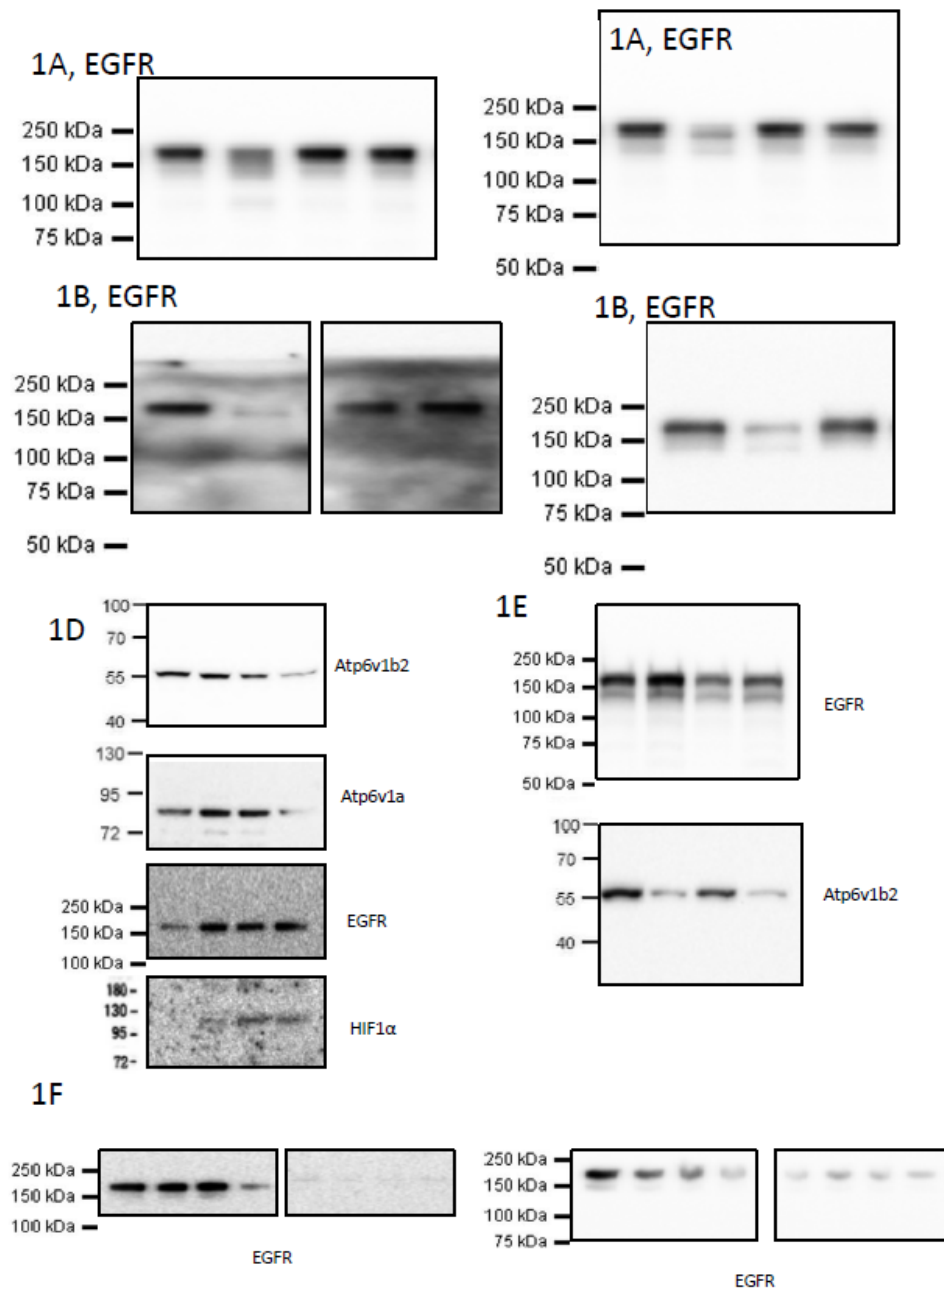 1A, EGFR
250 kDa
150 kDa
100 kDa
75 kDa
1A, EGFR
250 kDa
150 kDa
100 kDa
75 kDa
50 kDa
1B, EGFR
250 kDa
150 kDa
100 kDa
75 kDa
50 kDa
1B, EGFR
250 kDa
150 kDa
100 kDa
75 kDa
50 kDa
1D
100
70
55
40
Atp6v1b2
130
95
72
Atp6v1a
250 kDa
150 kDa
100 kDa
EGFR
180-
130-
95-
72-
HIF1α
1E
250 kDa
150 kDa
100 kDa
75 kDa
50 kDa
EGFR
100
70
55
40
Atp6v1b2
1F
250 kDa
150 kDa
100 kDa
EGFR
250 kDa
150 kDa
100 kDa
75 kDa
EGFR